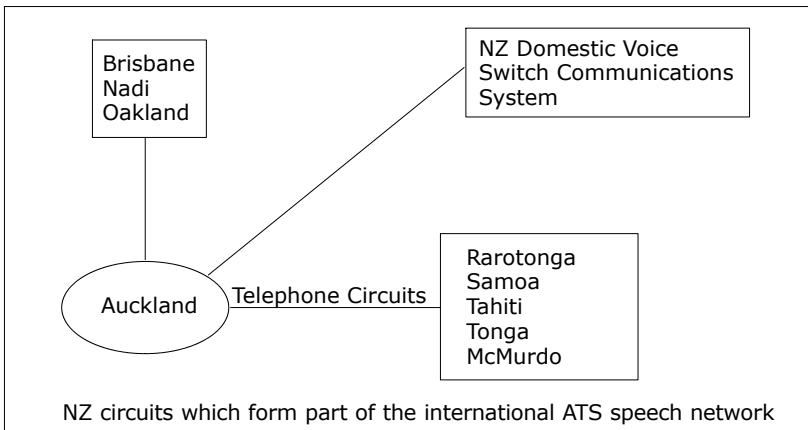 Brisbane
Nadi
Oakland
NZ Domestic Voice
Switch Communications
System
Auckland
Telephone Circuits
Rarotonga
Samoa
Tahiti
Tonga
McMurdo
NZ circuits which form part of the international ATS speech network